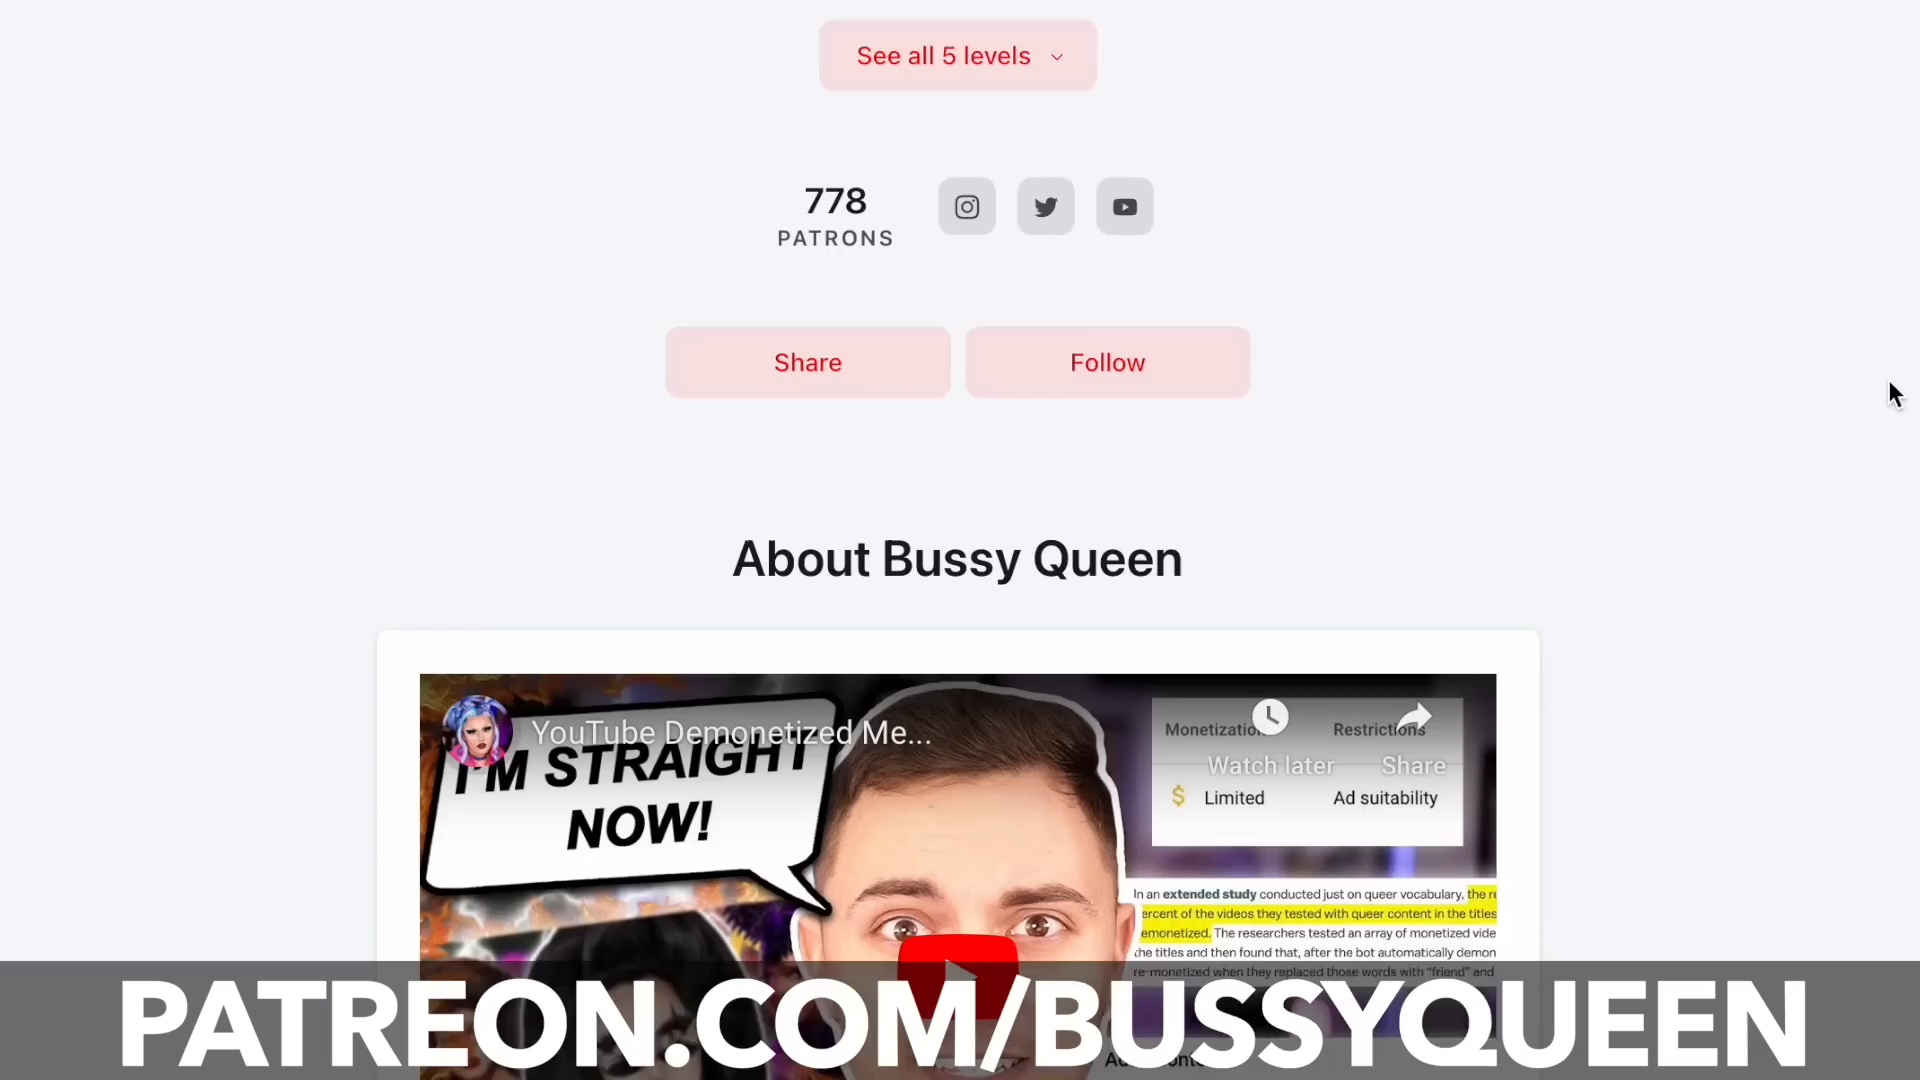 See all 5 levels
778
PATRONS
Share
Follow
About Bussy Queen
YouTube Demonetized Me...
I'M STRAIGHT
NOW!
Monetization
Restrictions
Watch later
Share
$ Limited
Ad suitability
In an extended study conducted just on queer vocabulary, the re
ercent of the videos they tested with queer content in the titles
emonetized. The researchers tested an array of monetized vide
the titles and then found that, after the bot automatically demon
re-monetized when they replaced those words with "friend" and
PATREON.COM/BUSSYQUEEN